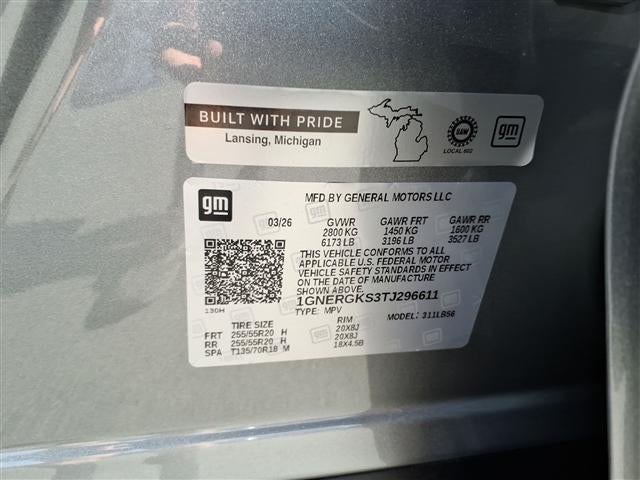 BUILT WITH PRIDE
Lansing, Michigan
UAW
LOCAL 602
gm
gm
MFD BY GENERAL MOTORS LLC
03/26 GVWR GAWR FRT GAWR RR
2800 KG 1450 KG 1600 KG
6173 LB 3196 LB 3527 LB
THIS VEHICLE CONFORMS TO ALL
APPLICABLE U.S. FEDERAL MOTOR
VEHICLE SAFETY STANDARDS IN EFFECT
ON THE DATE OF MANUFACTURE
SHOWN ABOVE.
1GNERGKS3TJ296611
TYPE: MPV MODEL: 311LB56
130H
TIRE SIZE RIM
FRT 255/55R20 H 20X8J
RR 255/55R20 H 20X8J
SPA T135/70R18 M 18X4.5B